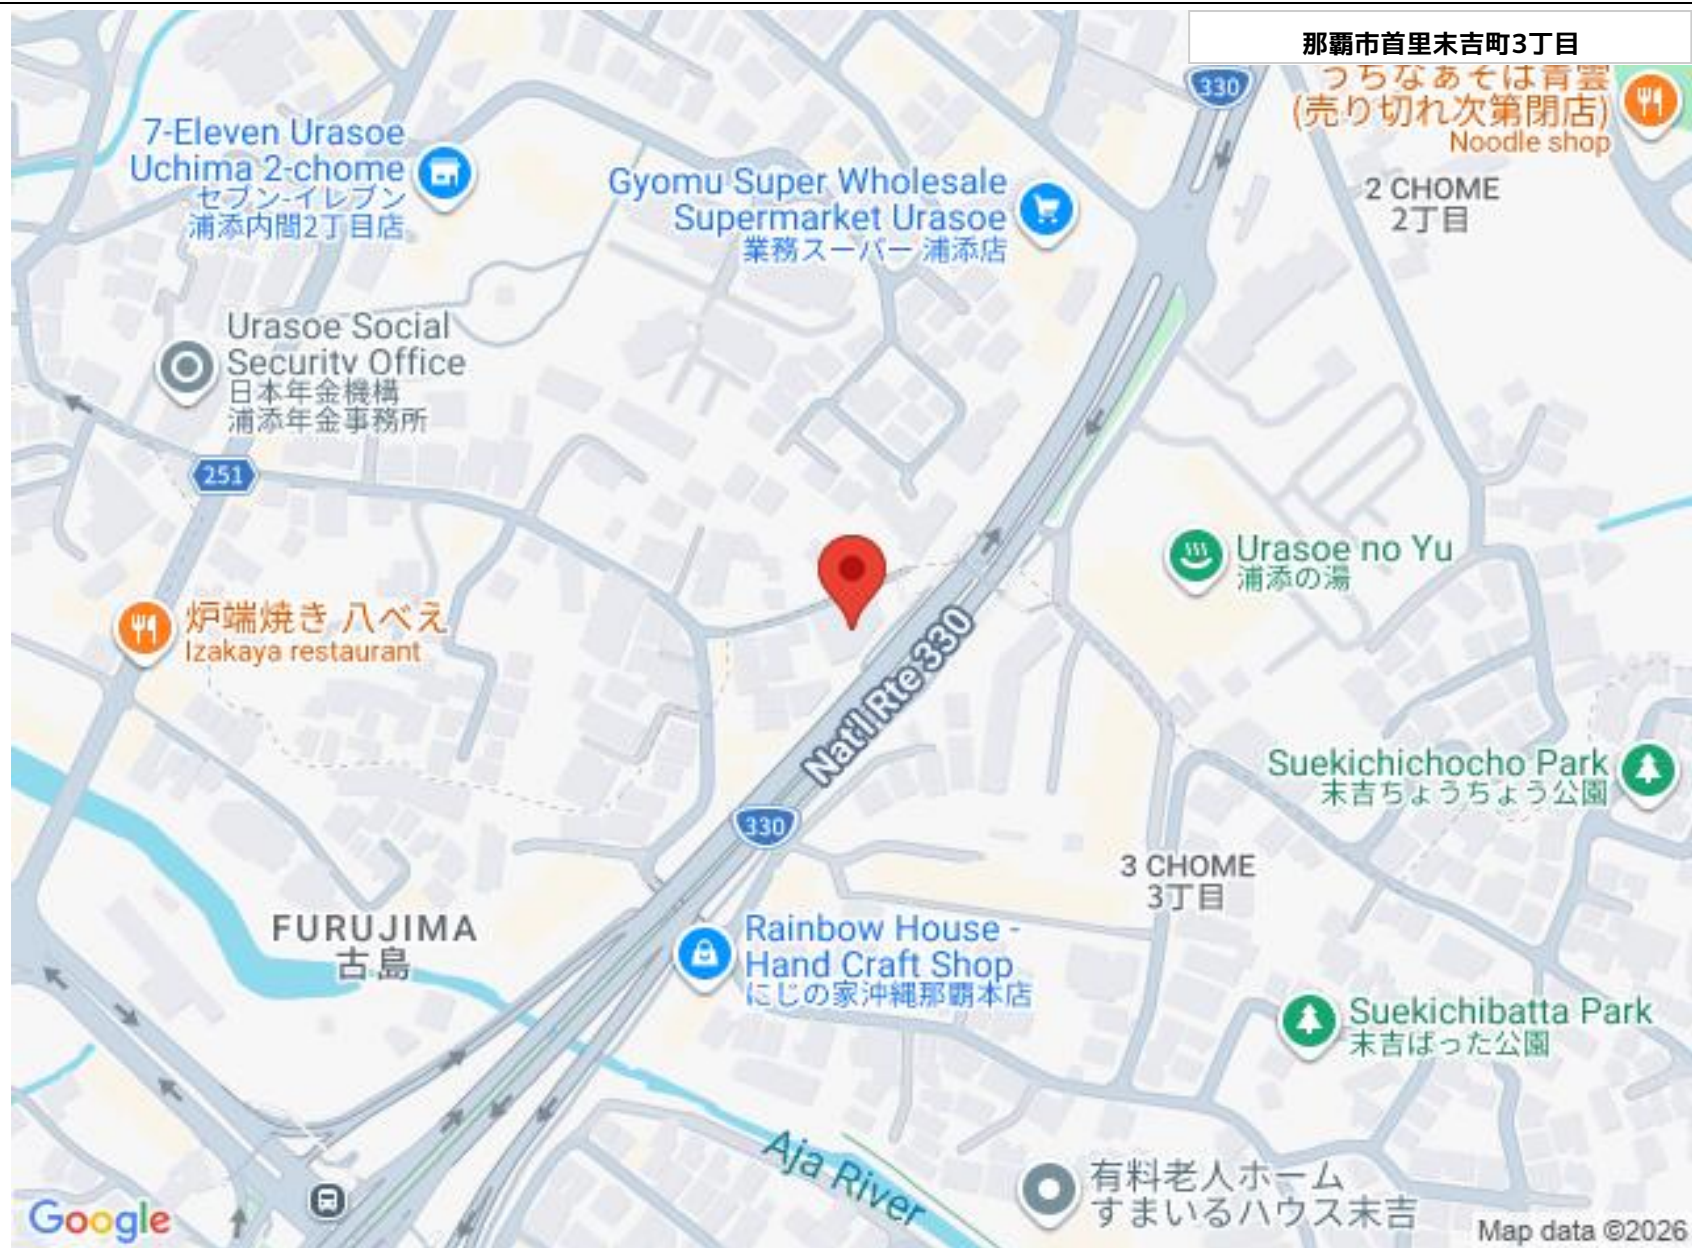 那覇市首里末吉町3丁目
330
うちなあそば青雲
(売り切れ次第閉店)
Noodle shop
7-Eleven Urasoe
Uchima 2-chome
セブン-イレブン
浦添内間2丁目店
Gyomu Super Wholesale
Supermarket Urasoe
業務スーパー 浦添店
2 CHOME
2丁目
Urasoe Social
Security Office
日本年金機構
浦添年金事務所
251
Urasoe no Yu
浦添の湯
炉端焼き 八べえ
Izakaya restaurant
Nat'l Rte 330
Suekichichocho Park
末吉ちょうちょう公園
330
3 CHOME
3丁目
FURUJIMA
古島
Rainbow House -
Hand Craft Shop
にじの家沖縄那覇本店
Suekichibatta Park
末吉ばった公園
Aja River
有料老人ホーム
すまいるハウス末吉
Google
Map data ©2026